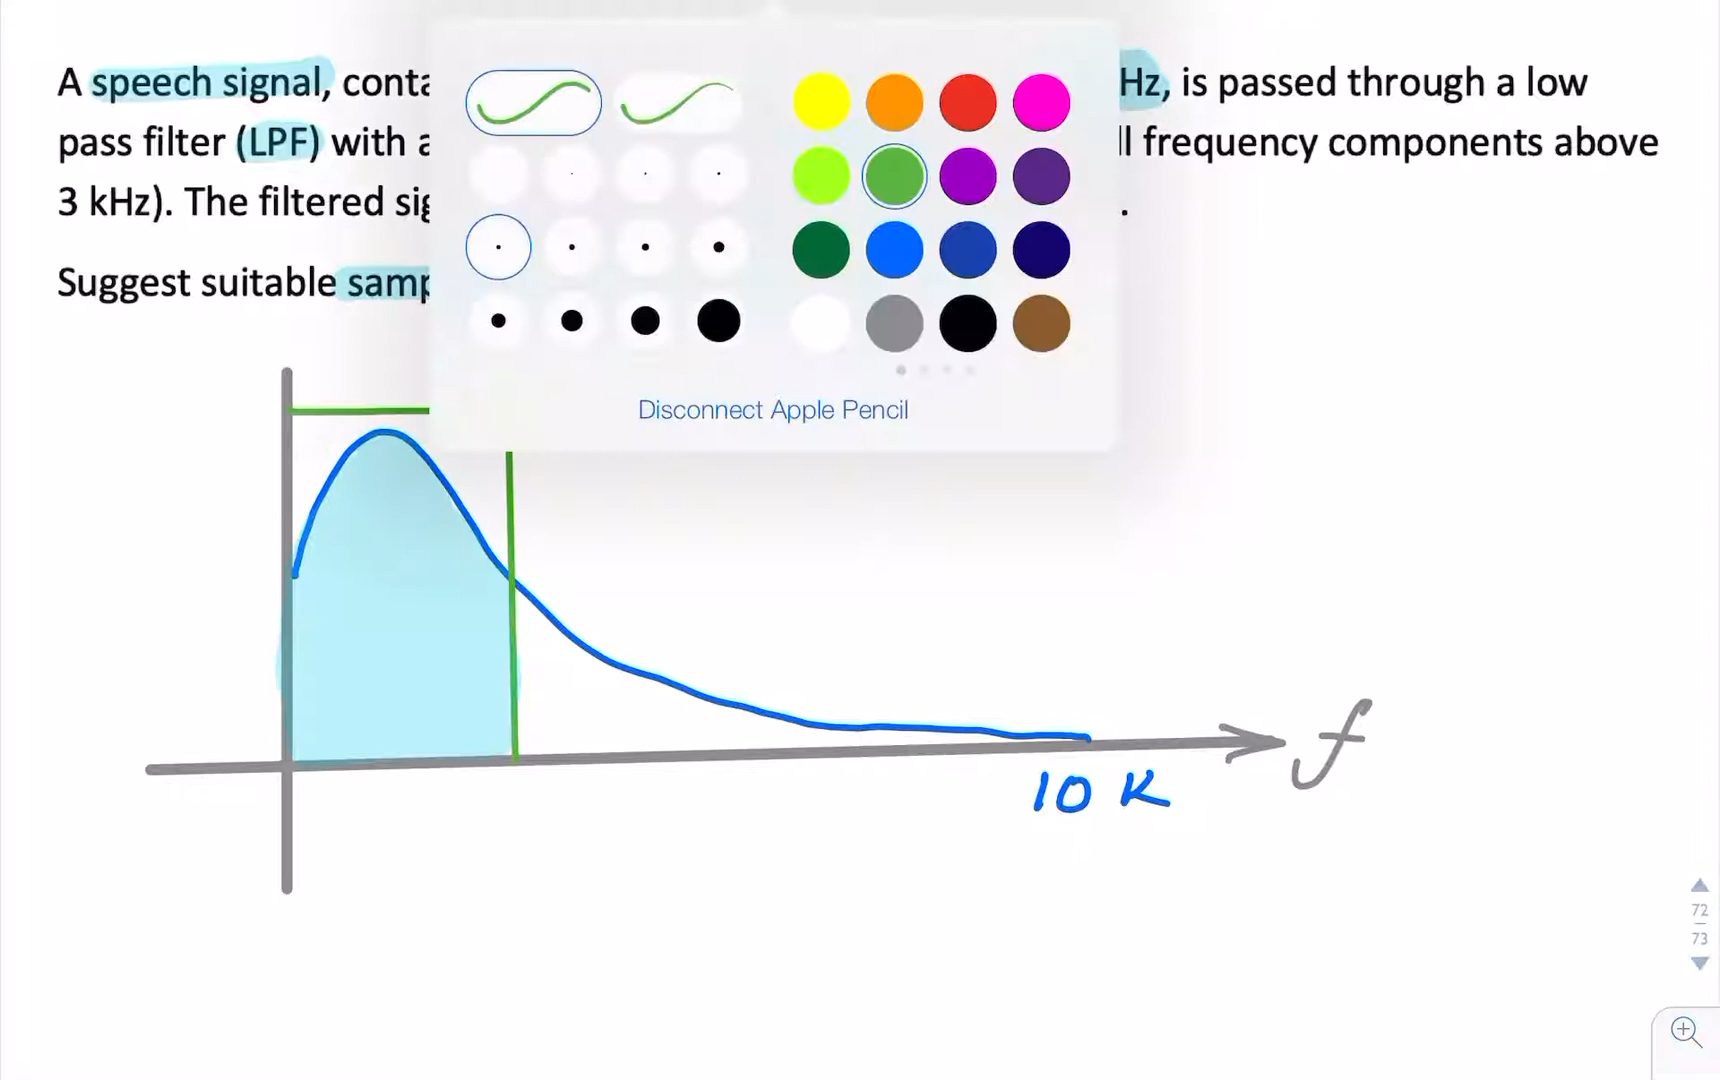 A speech signal, conta
Hz, is passed through a low
pass filter (LPF) with a
ll frequency components above
3 kHz). The filtered sig
.
Suggest suitable samp
Disconnect Apple Pencil
f
10 K
72
73